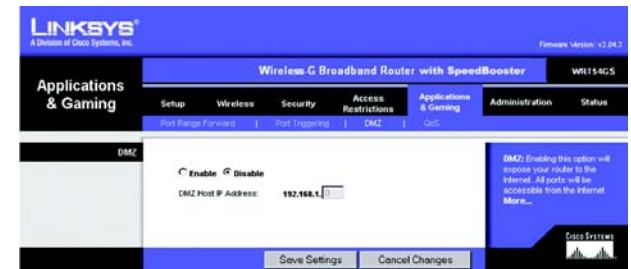 LINKSYS®
A Division of Cisco Systems, Inc.
Firmware Version: v2.04.3
Wireless-G Broadband Router with SpeedBooster
WRT54GS
Applications & Gaming
Setup
Wireless
Security
Access Restrictions
Applications & Gaming
Administration
Status
Port Range Forward | Port Triggering | DMZ | QoS
DMZ
Enable Disable
DMZ Host IP Address: 192.168.1. 0
DMZ: Enabling this option will
expose your router to the
Internet. All ports will be
accessible from the internet
More...
Save Settings
Cancel Changes
CISCO SYSTEMS